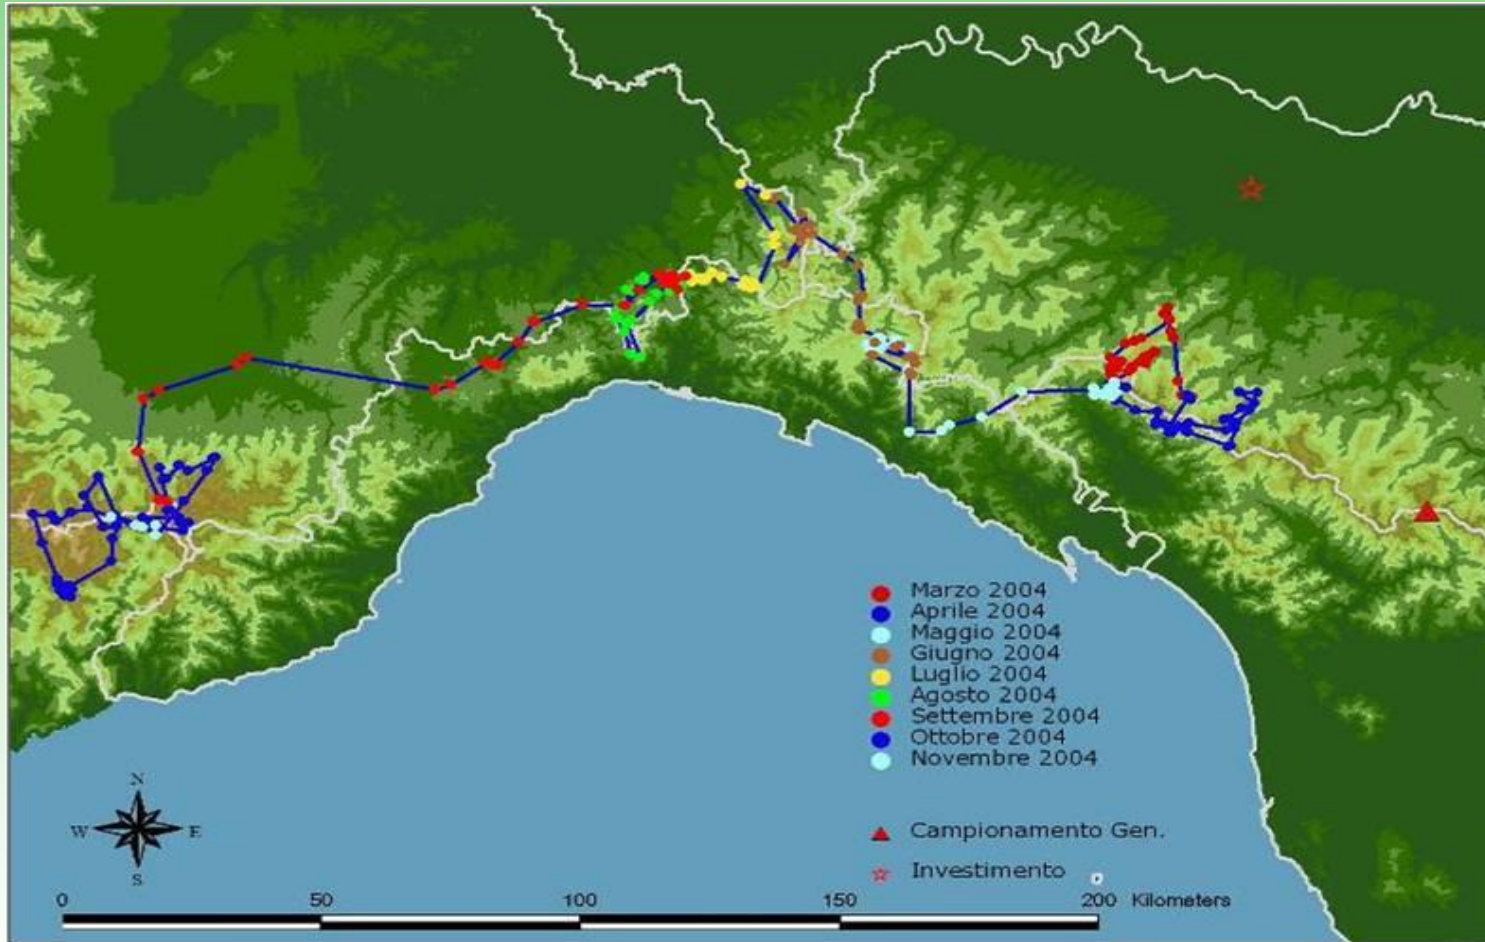 Marzo 2004
Aprile 2004
Maggio 2004
Giugno 2004
Luglio 2004
Agosto 2004
Settembre 2004
Ottobre 2004
Novembre 2004
Campionamento Gen.
Investimento
N
W E
S
0 50 100 150 200 Kilometers